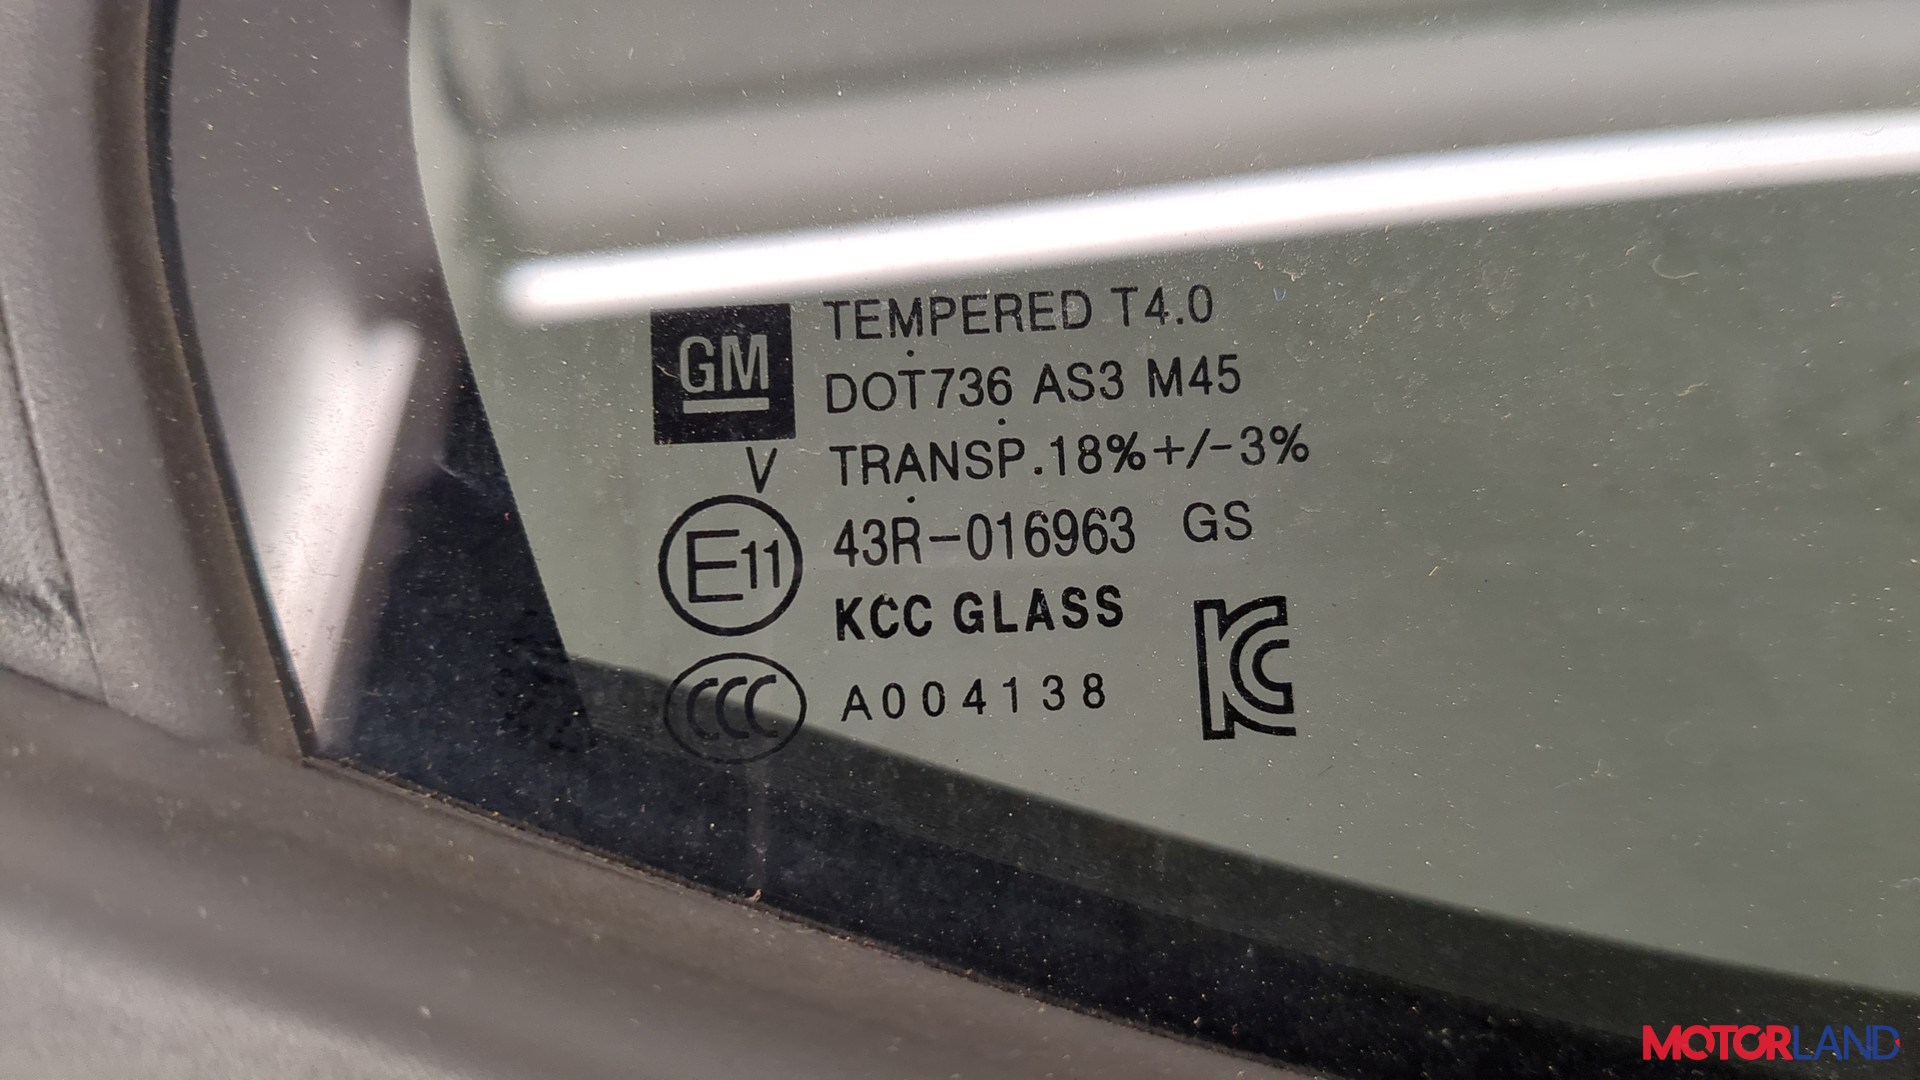 GM
TEMPERED T4.0
DOT736 AS3 M45
V TRANSP.18%+/-3%
E11 43R-016963 GS
KCC GLASS
CCC A004138
KC
MOTORLAND